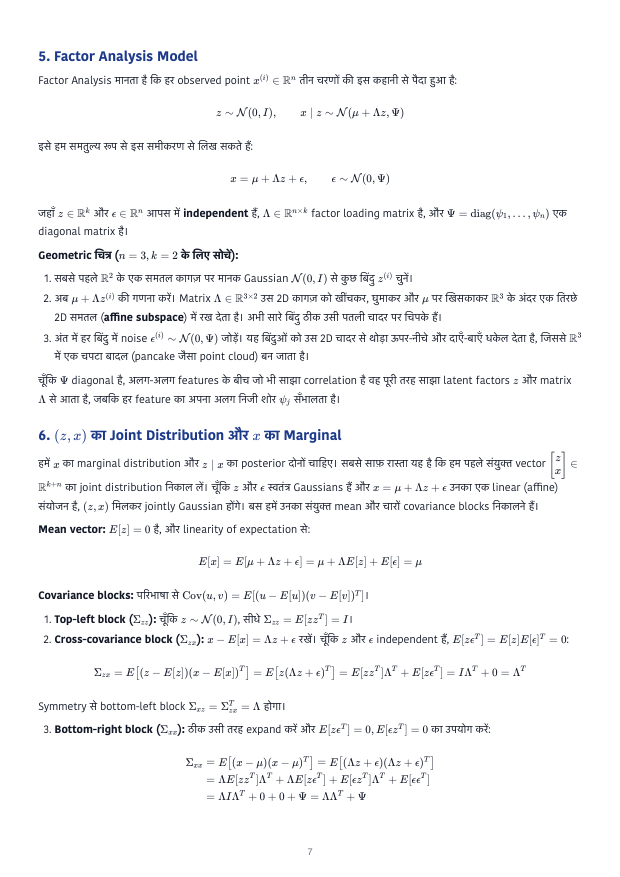 5. Factor Analysis Model
Factor Analysis मानता है कि हर observed point x^{(i)} ∈ ℝ^n तीन चरणों की इस कहानी से पैदा हुआ है:
z ∼ 𝒩(0, I), x | z ∼ 𝒩(μ + Λz, Ψ)
इसे हम समतुल्य रूप से इस समीकरण से लिख सकते हैं:
x = μ + Λz + ϵ, ϵ ∼ 𝒩(0, Ψ)
जहाँ z ∈ ℝ^k और ϵ ∈ ℝ^n आपस में independent हैं, Λ ∈ ℝ^{n×k} factor loading matrix है, और Ψ = diag(ψ_1, … , ψ_n) एक
diagonal matrix है।
Geometric चित्र (n = 3, k = 2 के लिए सोचें):
1. सबसे पहले ℝ^2 के एक समतल कागज़ पर मानक Gaussian 𝒩(0, I) से कुछ बिंदु z^{(i)} चुनें।
2. अब μ + Λz^{(i)} की गणना करें। Matrix Λ ∈ ℝ^{3×2} उस 2D कागज़ को खींचकर, घुमाकर और μ पर खिसकाकर ℝ^3 के अंदर एक तिरछे
2D समतल (affine subspace) में रख देता है। अभी सारे बिंदु ठीक उसी पतली चादर पर चिपके हैं।
3. अंत में हर बिंदु में noise ϵ^{(i)} ∼ 𝒩(0, Ψ) जोड़ें। यह बिंदुओं को उस 2D चादर से थोड़ा ऊपर-नीचे और दाएँ-बाएँ धकेल देता है, जिससे ℝ^3
में एक चपटा बादल (pancake जैसा point cloud) बन जाता है।
चूँकि Ψ diagonal है, अलग-अलग features के बीच जो भी साझा correlation है वह पूरी तरह साझा latent factors z और matrix
Λ से आता है, जबकि हर feature का अपना अलग निजी शोर ψ_j सँभालता है।
6. (z, x) का Joint Distribution और x का Marginal
हमें x का marginal distribution और z | x का posterior दोनों चाहिए। सबसे साफ़ रास्ता यह है कि हम पहले संयुक्त vector [z x] ∈
ℝ^{k+n} का joint distribution निकाल लें। चूँकि z और ϵ स्वतंत्र Gaussians हैं और x = μ + Λz + ϵ उनका एक linear (affine)
संयोजन है, (z, x) मिलकर jointly Gaussian होंगे। बस हमें उनका संयुक्त mean और चारों covariance blocks निकालने हैं।
Mean vector: E[z] = 0 है, और linearity of expectation से:
E[x] = E[μ + Λz + ϵ] = μ + ΛE[z] + E[ϵ] = μ
Covariance blocks: परिभाषा से Cov(u, v) = E[(u − E[u])(v − E[v])^T]।
1. Top-left block (Σ_{zz}): चूँकि z ∼ 𝒩(0, I), सीधे Σ_{zz} = E[zz^T] = I।
2. Cross-covariance block (Σ_{zx}): x − E[x] = Λz + ϵ रखें। चूँकि z और ϵ independent हैं, E[zϵ^T] = E[z]E[ϵ]^T = 0:
Σ_{zx} = E[(z − E[z])(x − E[x])^T] = E[z(Λz + ϵ)^T] = E[zz^T]Λ^T + E[zϵ^T] = IΛ^T + 0 = Λ^T
Symmetry से bottom-left block Σ_{xz} = Σ_{zx}^T = Λ होगा।
3. Bottom-right block (Σ_{xx}): ठीक उसी तरह expand करें और E[zϵ^T] = 0, E[ϵz^T] = 0 का उपयोग करें:
Σ_{xx} = E[(x − μ)(x − μ)^T] = E[(Λz + ϵ)(Λz + ϵ)^T]
= ΛE[zz^T]Λ^T + ΛE[zϵ^T] + E[ϵz^T]Λ^T + E[ϵϵ^T]
= ΛIΛ^T + 0 + 0 + Ψ = ΛΛ^T + Ψ
7